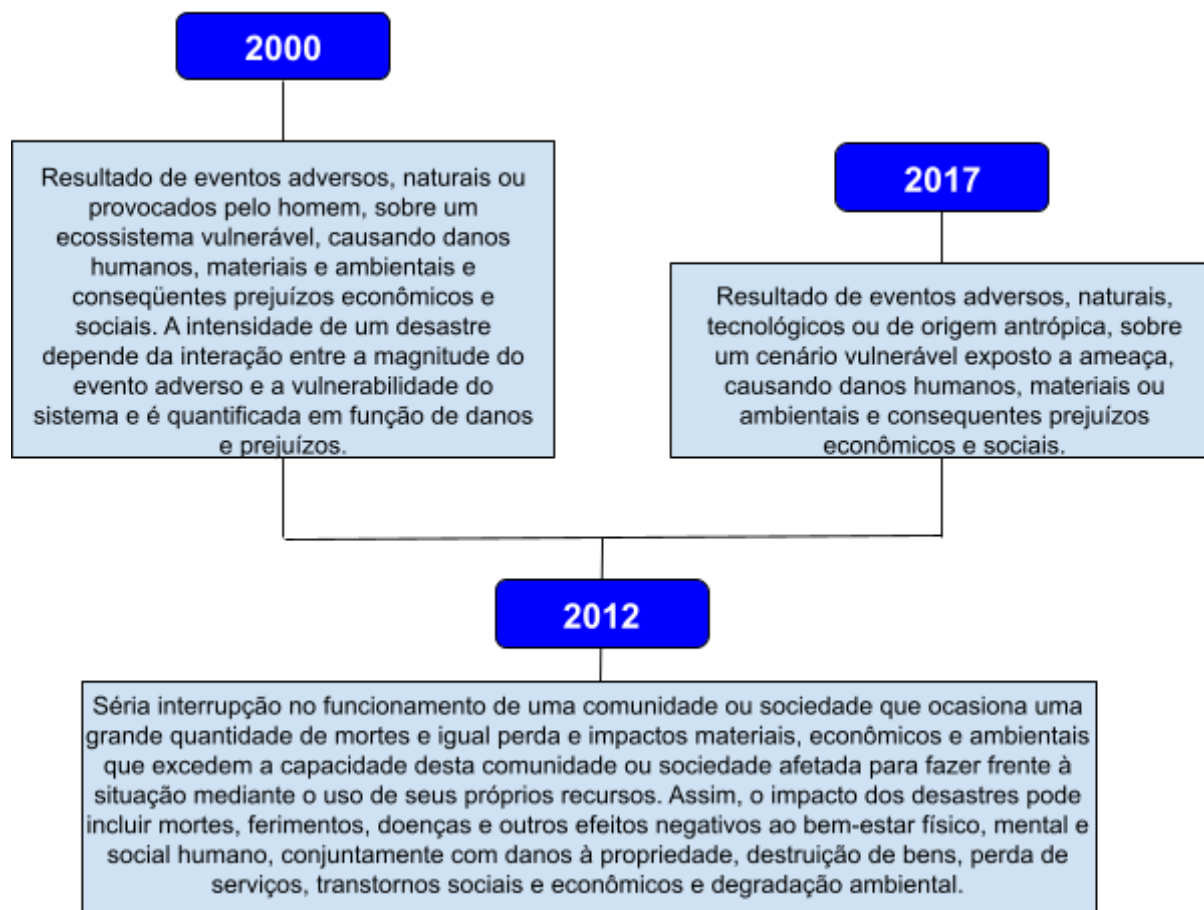 2000
Resultado de eventos adversos, naturais ou
provocados pelo homem, sobre um
ecossistema vulnerável, causando danos
humanos, materiais e ambientais e
conseqüentes prejuízos econômicos e
sociais. A intensidade de um desastre
depende da interação entre a magnitude do
evento adverso e a vulnerabilidade do
sistema e é quantificada em função de danos
e prejuízos.
2017
Resultado de eventos adversos, naturais,
tecnológicos ou de origem antrópica, sobre
um cenário vulnerável exposto a ameaça,
causando danos humanos, materiais ou
ambientais e consequentes prejuízos
econômicos e sociais.
2012
Séria interrupção no funcionamento de uma comunidade ou sociedade que ocasiona uma
grande quantidade de mortes e igual perda e impactos materiais, econômicos e ambientais
que excedem a capacidade desta comunidade ou sociedade afetada para fazer frente à
situação mediante o uso de seus próprios recursos. Assim, o impacto dos desastres pode
incluir mortes, ferimentos, doenças e outros efeitos negativos ao bem-estar físico, mental e
social humano, conjuntamente com danos à propriedade, destruição de bens, perda de
serviços, transtornos sociais e econômicos e degradação ambiental.